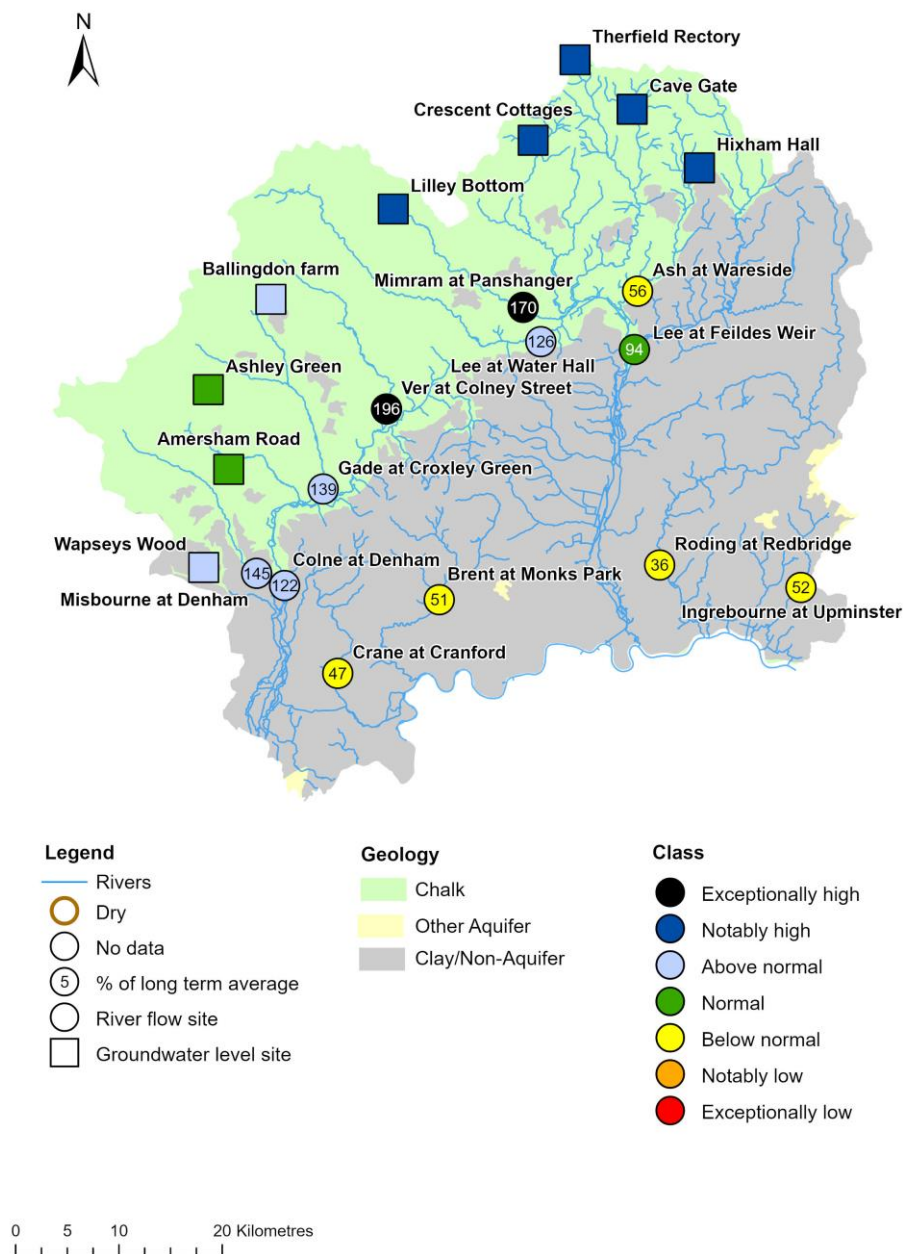 N
Therfield Rectory
Cave Gate
Crescent Cottages
Hixham Hall
Lilley Bottom
Ballingdon farm
Mimram at Panshanger
Ash at Wareside
170
56
126
94
Lee at Feildes Weir
Lee at Water Hall
Ashley Green
Ver at Colney Street
196
Amersham Road
Gade at Croxley Green
139
Wapseys Wood
Colne at Denham
145
122
Misbourne at Denham
Brent at Monks Park
51
Roding at Redbridge
36
52
Ingrebourne at Upminster
Crane at Cranford
47
Legend
Rivers
Dry
No data
5
% of long term average
River flow site
Groundwater level site
Geology
Chalk
Other Aquifer
Clay/Non-Aquifer
Class
Exceptionally high
Notably high
Above normal
Normal
Below normal
Notably low
Exceptionally low
0 5 10 20 Kilometres